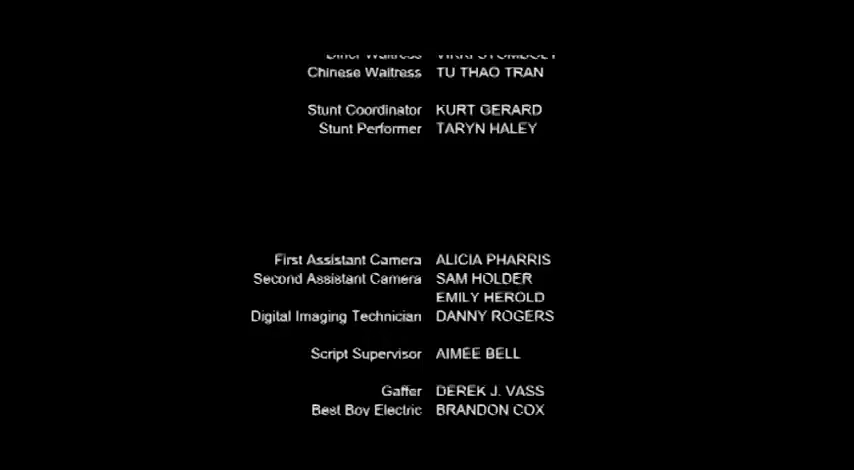 Diner Waitress
Chinese Waitress TU THAO TRAN
Stunt Coordinator KURT GERARD
Stunt Performer TARYN HALEY
First Assistant Camera ALICIA PHARRIS
Second Assistant Camera SAM HOLDER
EMILY HEROLD
Digital Imaging Technician DANNY ROGERS
Script Supervisor AIMEE BELL
Gaffer DEREK J. VASS
Best Boy Electric BRANDON COX